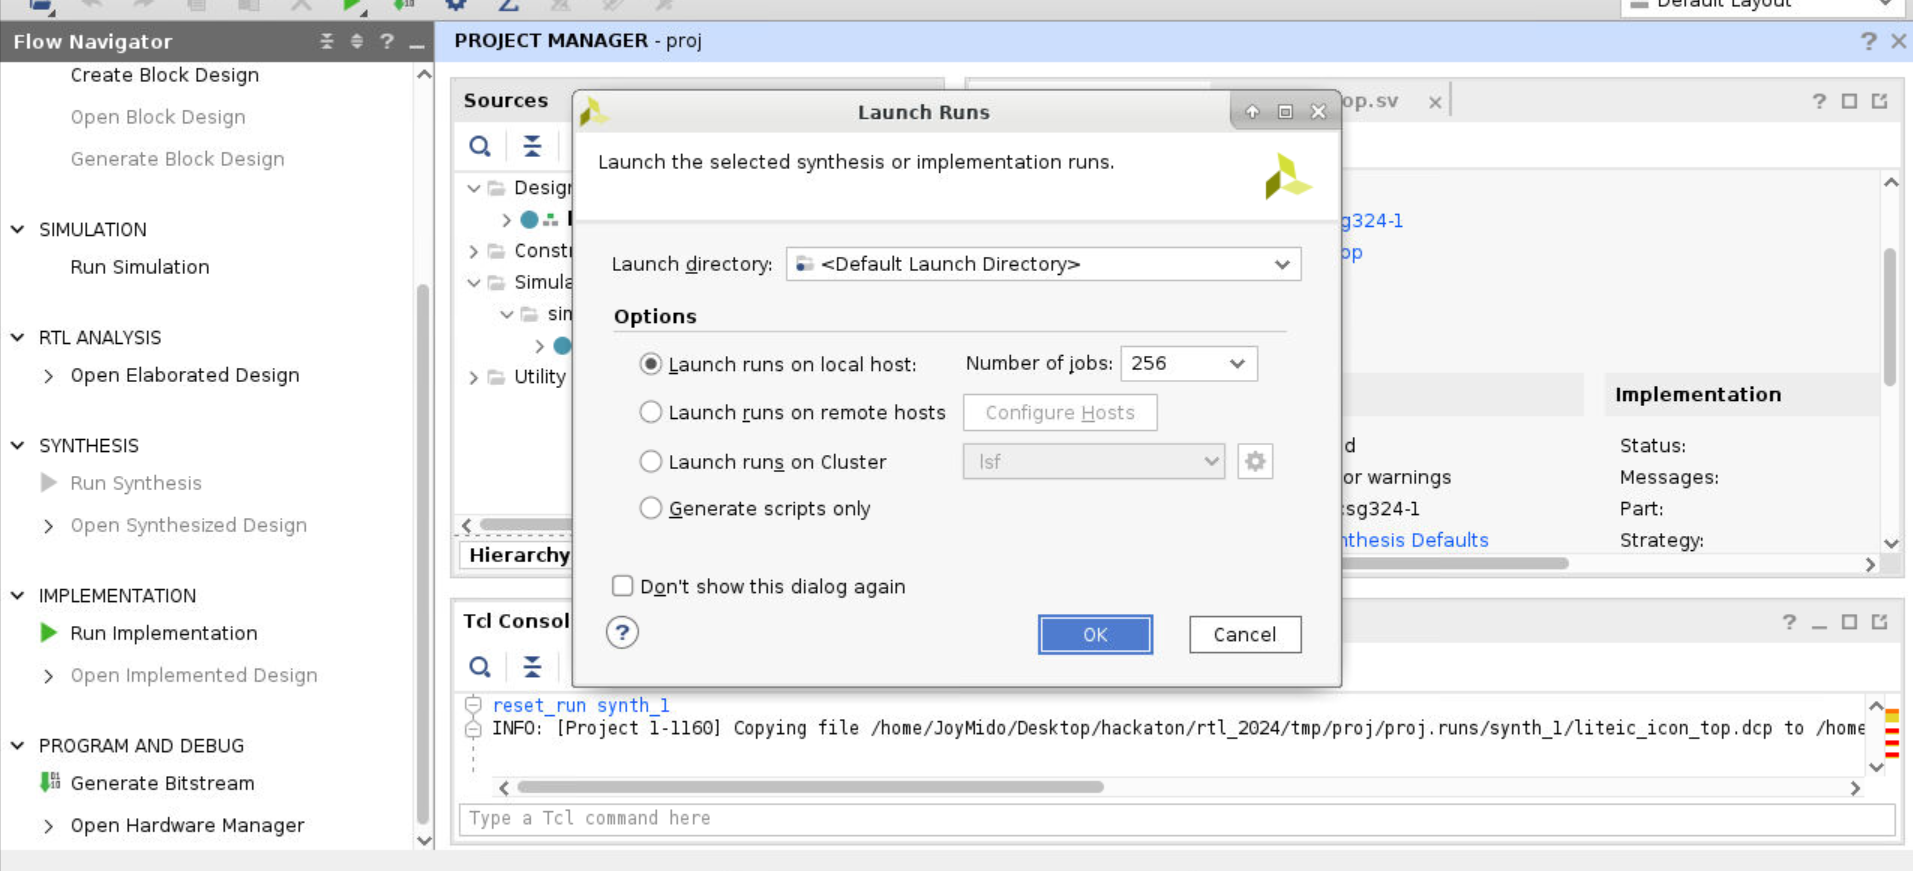 Default Layout
Flow Navigator
?
PROJECT MANAGER - proj
?
Create Block Design
Open Block Design
Generate Block Design
SIMULATION
Run Simulation
RTL ANALYSIS
Open Elaborated Design
SYNTHESIS
Run Synthesis
Open Synthesized Design
IMPLEMENTATION
Run Implementation
Open Implemented Design
PROGRAM AND DEBUG
Generate Bitstream
Open Hardware Manager
Sources
Design
Constr
Simula
sin
Utility
Hierarchy
Launch Runs
Launch the selected synthesis or implementation runs.
Launch directory: <Default Launch Directory>
Options
Launch runs on local host: Number of jobs: 256
Launch runs on remote hosts Configure Hosts
Launch runs on Cluster lsf
Generate scripts only
Don't show this dialog again
? OK Cancel
op.sv
?
g324-1
op
Implementation
d
or warnings
sg324-1
nthesis Defaults
Status:
Messages:
Part:
Strategy:
Tcl Consol
?
reset_run synth_1
INFO: [Project 1-1160] Copying file /home/JoyMido/Desktop/hackaton/rtl_2024/tmp/proj/proj.runs/synth_1/liteic_icon_top.dcp to /home
Type a Tcl command here